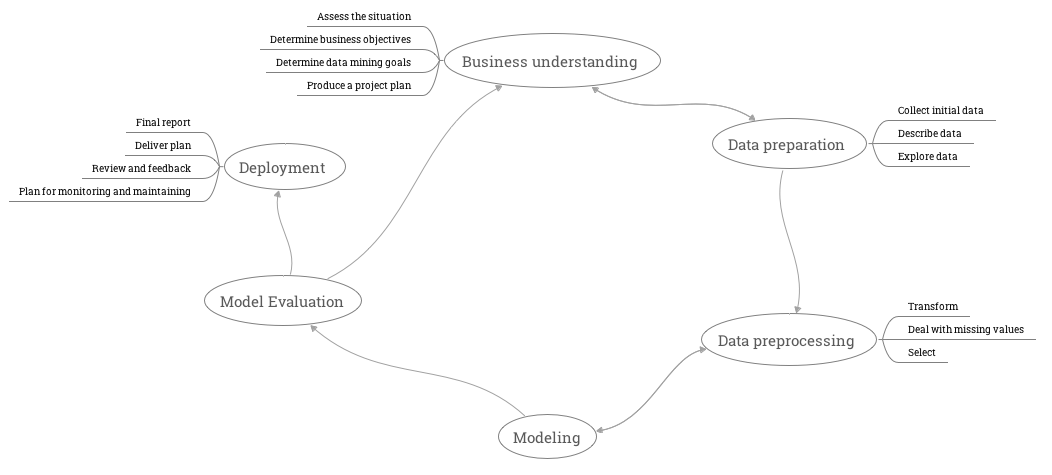 Assess the situation
Determine business objectives
Determine data mining goals
Produce a project plan
Business understanding
Collect initial data
Describe data
Explore data
Data preparation
Final report
Deliver plan
Review and feedback
Plan for monitoring and maintaining
Deployment
Model Evaluation
Transform
Deal with missing values
Select
Data preprocessing
Modeling